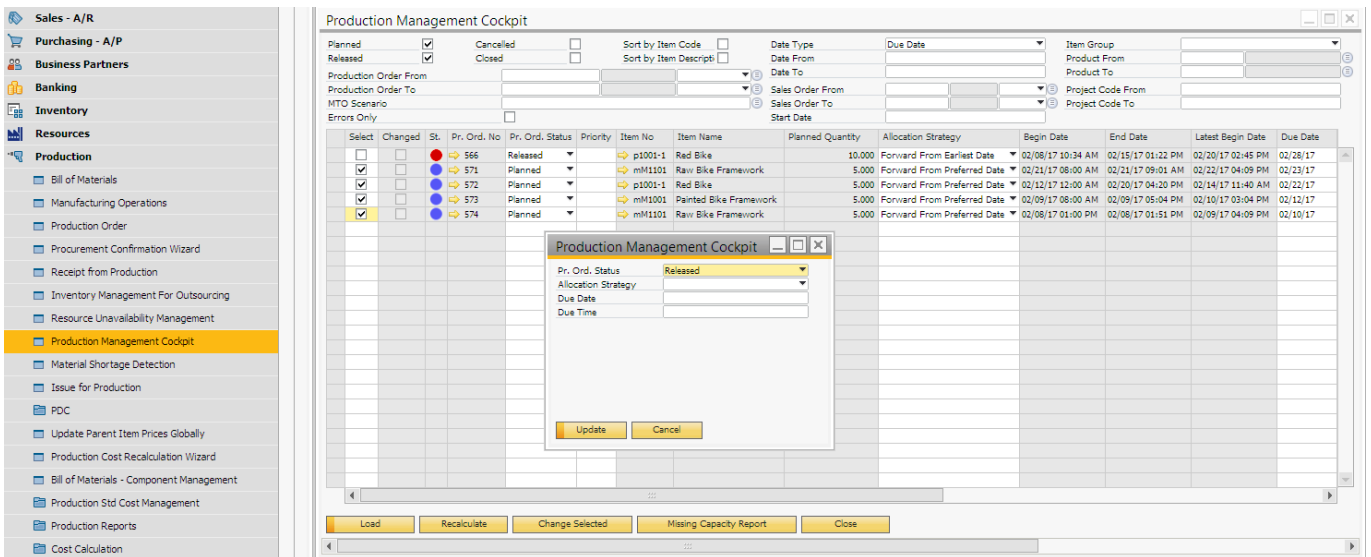 Sales - A/R
Purchasing - A/P
Business Partners
Banking
Inventory
Resources
Production
Bill of Materials
Manufacturing Operations
Production Order
Procurement Confirmation Wizard
Receipt from Production
Inventory Management For Outsourcing
Resource Unavailability Management
Production Management Cockpit
Material Shortage Detection
Issue for Production
PDC
Update Parent Item Prices Globally
Production Cost Recalculation Wizard
Bill of Materials - Component Management
Production Std Cost Management
Production Reports
Cost Calculation
Production Management Cockpit
Planned Cancelled Sort by Item Code Date Type Due Date Item Group
Released Closed Sort by Item Descripti Date From Product From
Production Order From Date To Product To
Production Order To Sales Order From Project Code From
MTO Scenario Sales Order To Project Code To
Errors Only Start Date
Select Changed St. Pr. Ord. No Pr. Ord. Status Priority Item No Item Name Planned Quantity Allocation Strategy Begin Date End Date Latest Begin Date Due Date
566 Released p1001-1 Red Bike 10.000 Forward From Earliest Date 02/08/17 10:34 AM 02/15/17 01:22 PM 02/20/17 02:45 PM 02/28/17
571 Planned mM1101 Raw Bike Framework 5.000 Forward From Preferred Date 02/21/17 08:00 AM 02/21/17 09:01 AM 02/22/17 04:09 PM 02/23/17
572 Planned p1001-1 Red Bike 5.000 Forward From Preferred Date 02/12/17 12:00 AM 02/20/17 04:20 PM 02/14/17 11:40 AM 02/22/17
573 Planned mM1001 Painted Bike Framework 5.000 Forward From Preferred Date 02/09/17 08:00 AM 02/09/17 05:04 PM 02/10/17 03:04 PM 02/12/17
574 Planned mM1101 Raw Bike Framework 5.000 Forward From Preferred Date 02/08/17 01:00 PM 02/08/17 01:51 PM 02/09/17 04:09 PM 02/10/17
Production Management Cockpit
Pr. Ord. Status Released
Allocation Strategy
Due Date
Due Time
Update Cancel
Load Recalculate Change Selected Missing Capacity Report Close